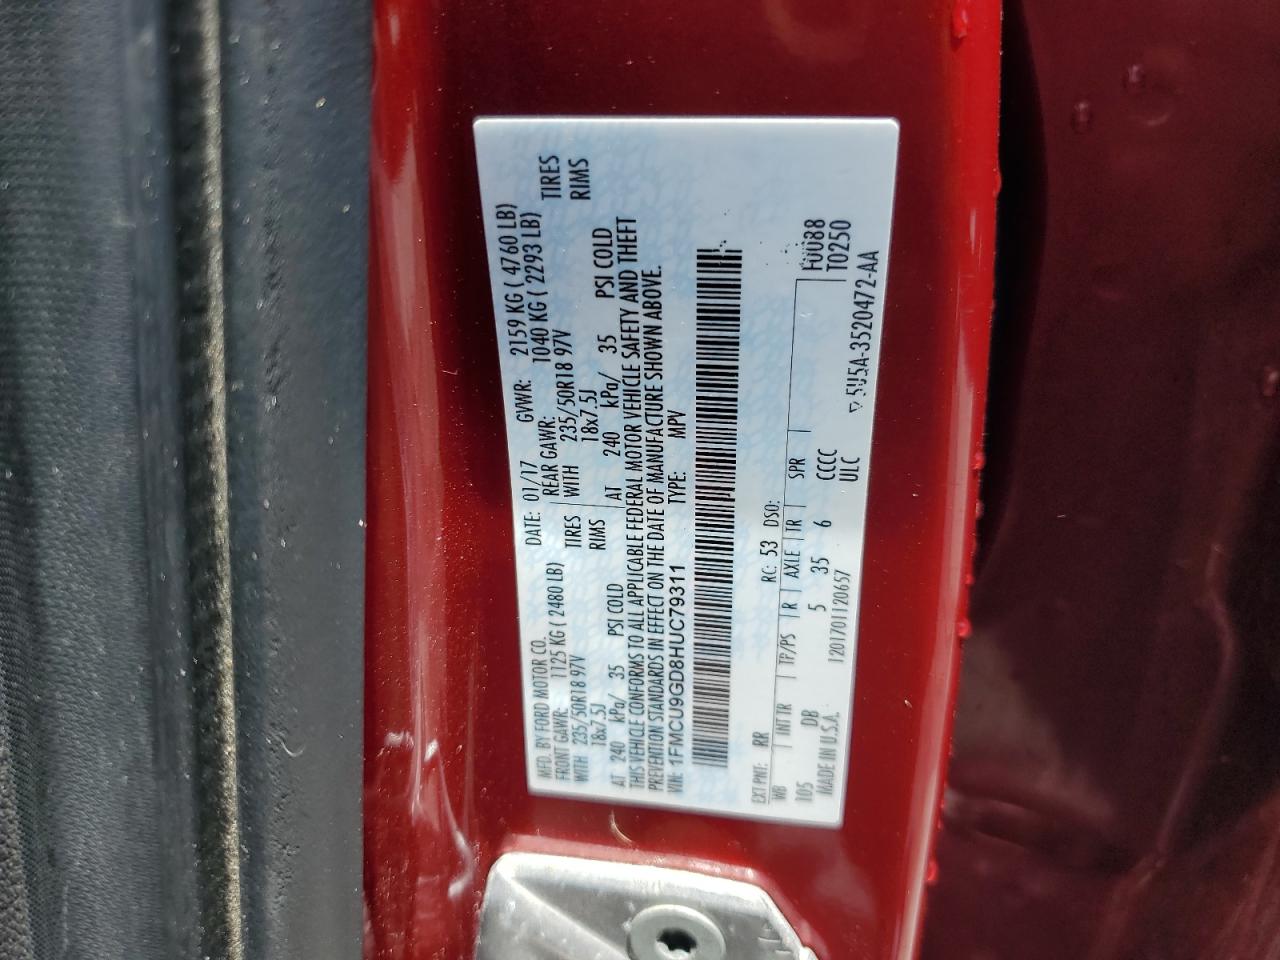 MFD. BY FORD MOTOR CO.
DATE: 01/17 GVWR: 2159 KG ( 4760 LB)
FRONT GAWR: 1125 KG ( 2480 LB) REAR GAWR: 1040 KG ( 2293 LB)
WITH 235/50R18 97V TIRES WITH 235/50R18 97V TIRES
18x7.5J RIMS 18x7.5J RIMS
AT 240 kPa/ 35 PSI COLD AT 240 kPa/ 35 PSI COLD
THIS VEHICLE CONFORMS TO ALL APPLICABLE FEDERAL MOTOR VEHICLE SAFETY AND THEFT
PREVENTION STANDARDS IN EFFECT ON THE DATE OF MANUFACTURE SHOWN ABOVE.
VIN: 1FMCU9GD8HUC79311 TYPE: MPV
EXT PNT: RR RC: 53 DSO:
WB INT TR TP/PS R AXLE TR SPR
105 DB 5 35 6 CCCC
MADE IN U.S.A. 1201701120657 ULC
F0088
T0250
5U5A-3520472-AA